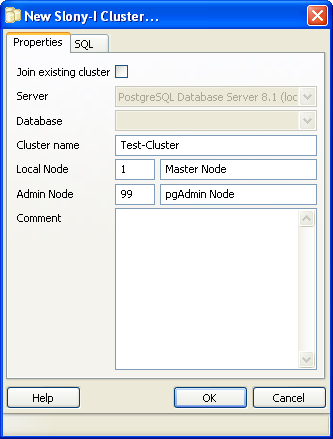 New Slony-I Cluster...
Properties SQL
Join existing cluster
Server PostgreSQL Database Server 8.1 (loc
Database
Cluster name Test-Cluster
Local Node 1 Master Node
Admin Node 99 pgAdmin Node
Comment
Help OK Cancel